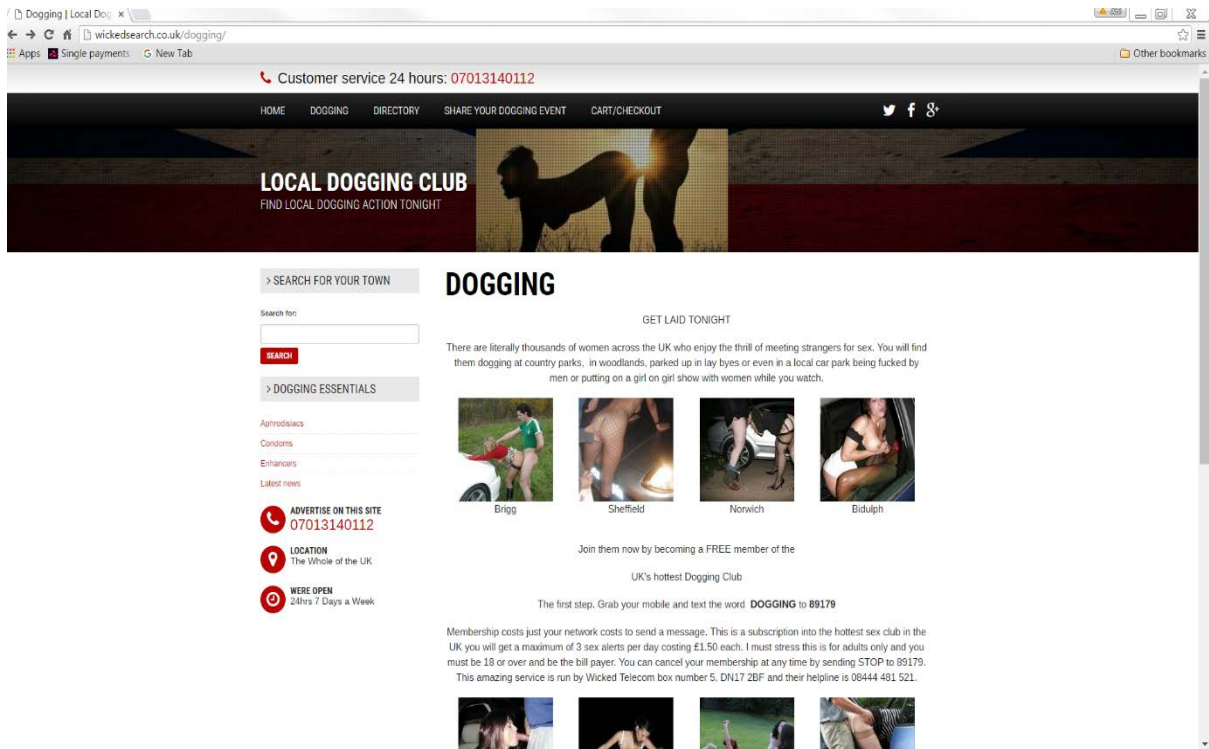 Dogging | Local Dog
wickedsearch.co.uk/dogging/
Apps Single payments G New Tab Other bookmarks
Customer service 24 hours: 07013140112
HOME DOGGING DIRECTORY SHARE YOUR DOGGING EVENT CART/CHECKOUT
LOCAL DOGGING CLUB
FIND LOCAL DOGGING ACTION TONIGHT
> SEARCH FOR YOUR TOWN
Search for:
SEARCH
> DOGGING ESSENTIALS
Aphrodisiacs
Condoms
Enhancers
Latest news
ADVERTISE ON THIS SITE
07013140112
LOCATION
The Whole of the UK
WERE OPEN
24hrs 7 Days a Week
DOGGING
GET LAID TONIGHT
There are literally thousands of women across the UK who enjoy the thrill of meeting strangers for sex. You will find
them dogging at country parks, in woodlands, parked up in lay byes or even in a local car park being fucked by
men or putting on a girl on girl show with women while you watch.
Brigg Sheffield Norwich Bidulph
Join them now by becoming a FREE member of the
UK's hottest Dogging Club
The first step. Grab your mobile and text the word DOGGING to 89179
Membership costs just your network costs to send a message. This is a subscription into the hottest sex club in the
UK you will get a maximum of 3 sex alerts per day costing £1.50 each. I must stress this is for adults only and you
must be 18 or over and be the bill payer. You can cancel your membership at any time by sending STOP to 89179.
This amazing service is run by Wicked Telecom box number 5. DN17 2BF and their helpline is 08444 481 521.